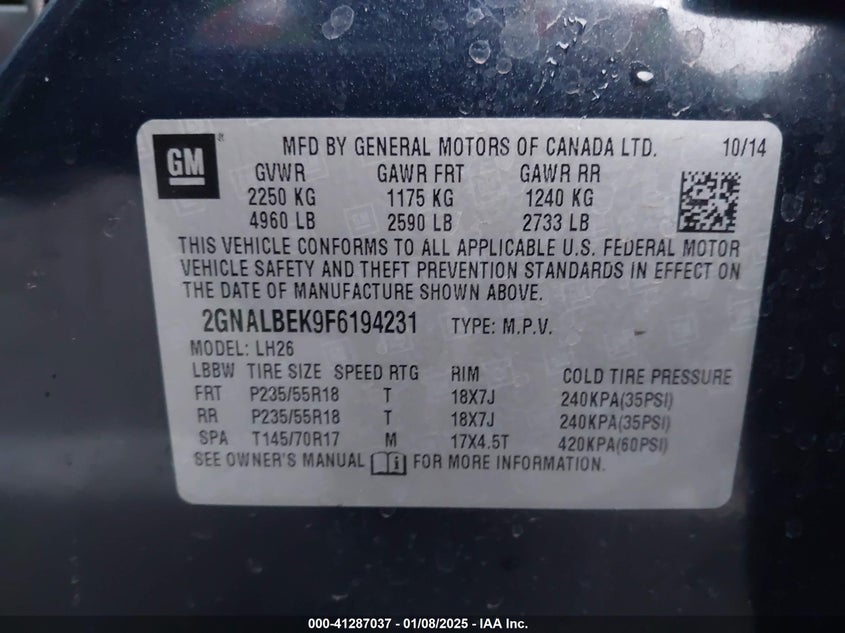 GM ® MFD BY GENERAL MOTORS OF CANADA LTD. 10/14
GVWR GAWR FRT GAWR RR
2250 KG 1175 KG 1240 KG
4960 LB 2590 LB 2733 LB
THIS VEHICLE CONFORMS TO ALL APPLICABLE U.S. FEDERAL MOTOR
VEHICLE SAFETY AND THEFT PREVENTION STANDARDS IN EFFECT ON
THE DATE OF MANUFACTURE SHOWN ABOVE.
2GNALBEK9F6194231 TYPE: M.P.V.
MODEL: LH26
LBBW TIRE SIZE SPEED RTG RIM COLD TIRE PRESSURE
FRT P235/55R18 T 18X7J 240KPA(35PSI)
RR P235/55R18 T 18X7J 240KPA(35PSI)
SPA T145/70R17 M 17X4.5T 420KPA(60PSI)
SEE OWNER'S MANUAL i FOR MORE INFORMATION.
000-41287037 - 01/08/2025 - USA - IAAI Inc.